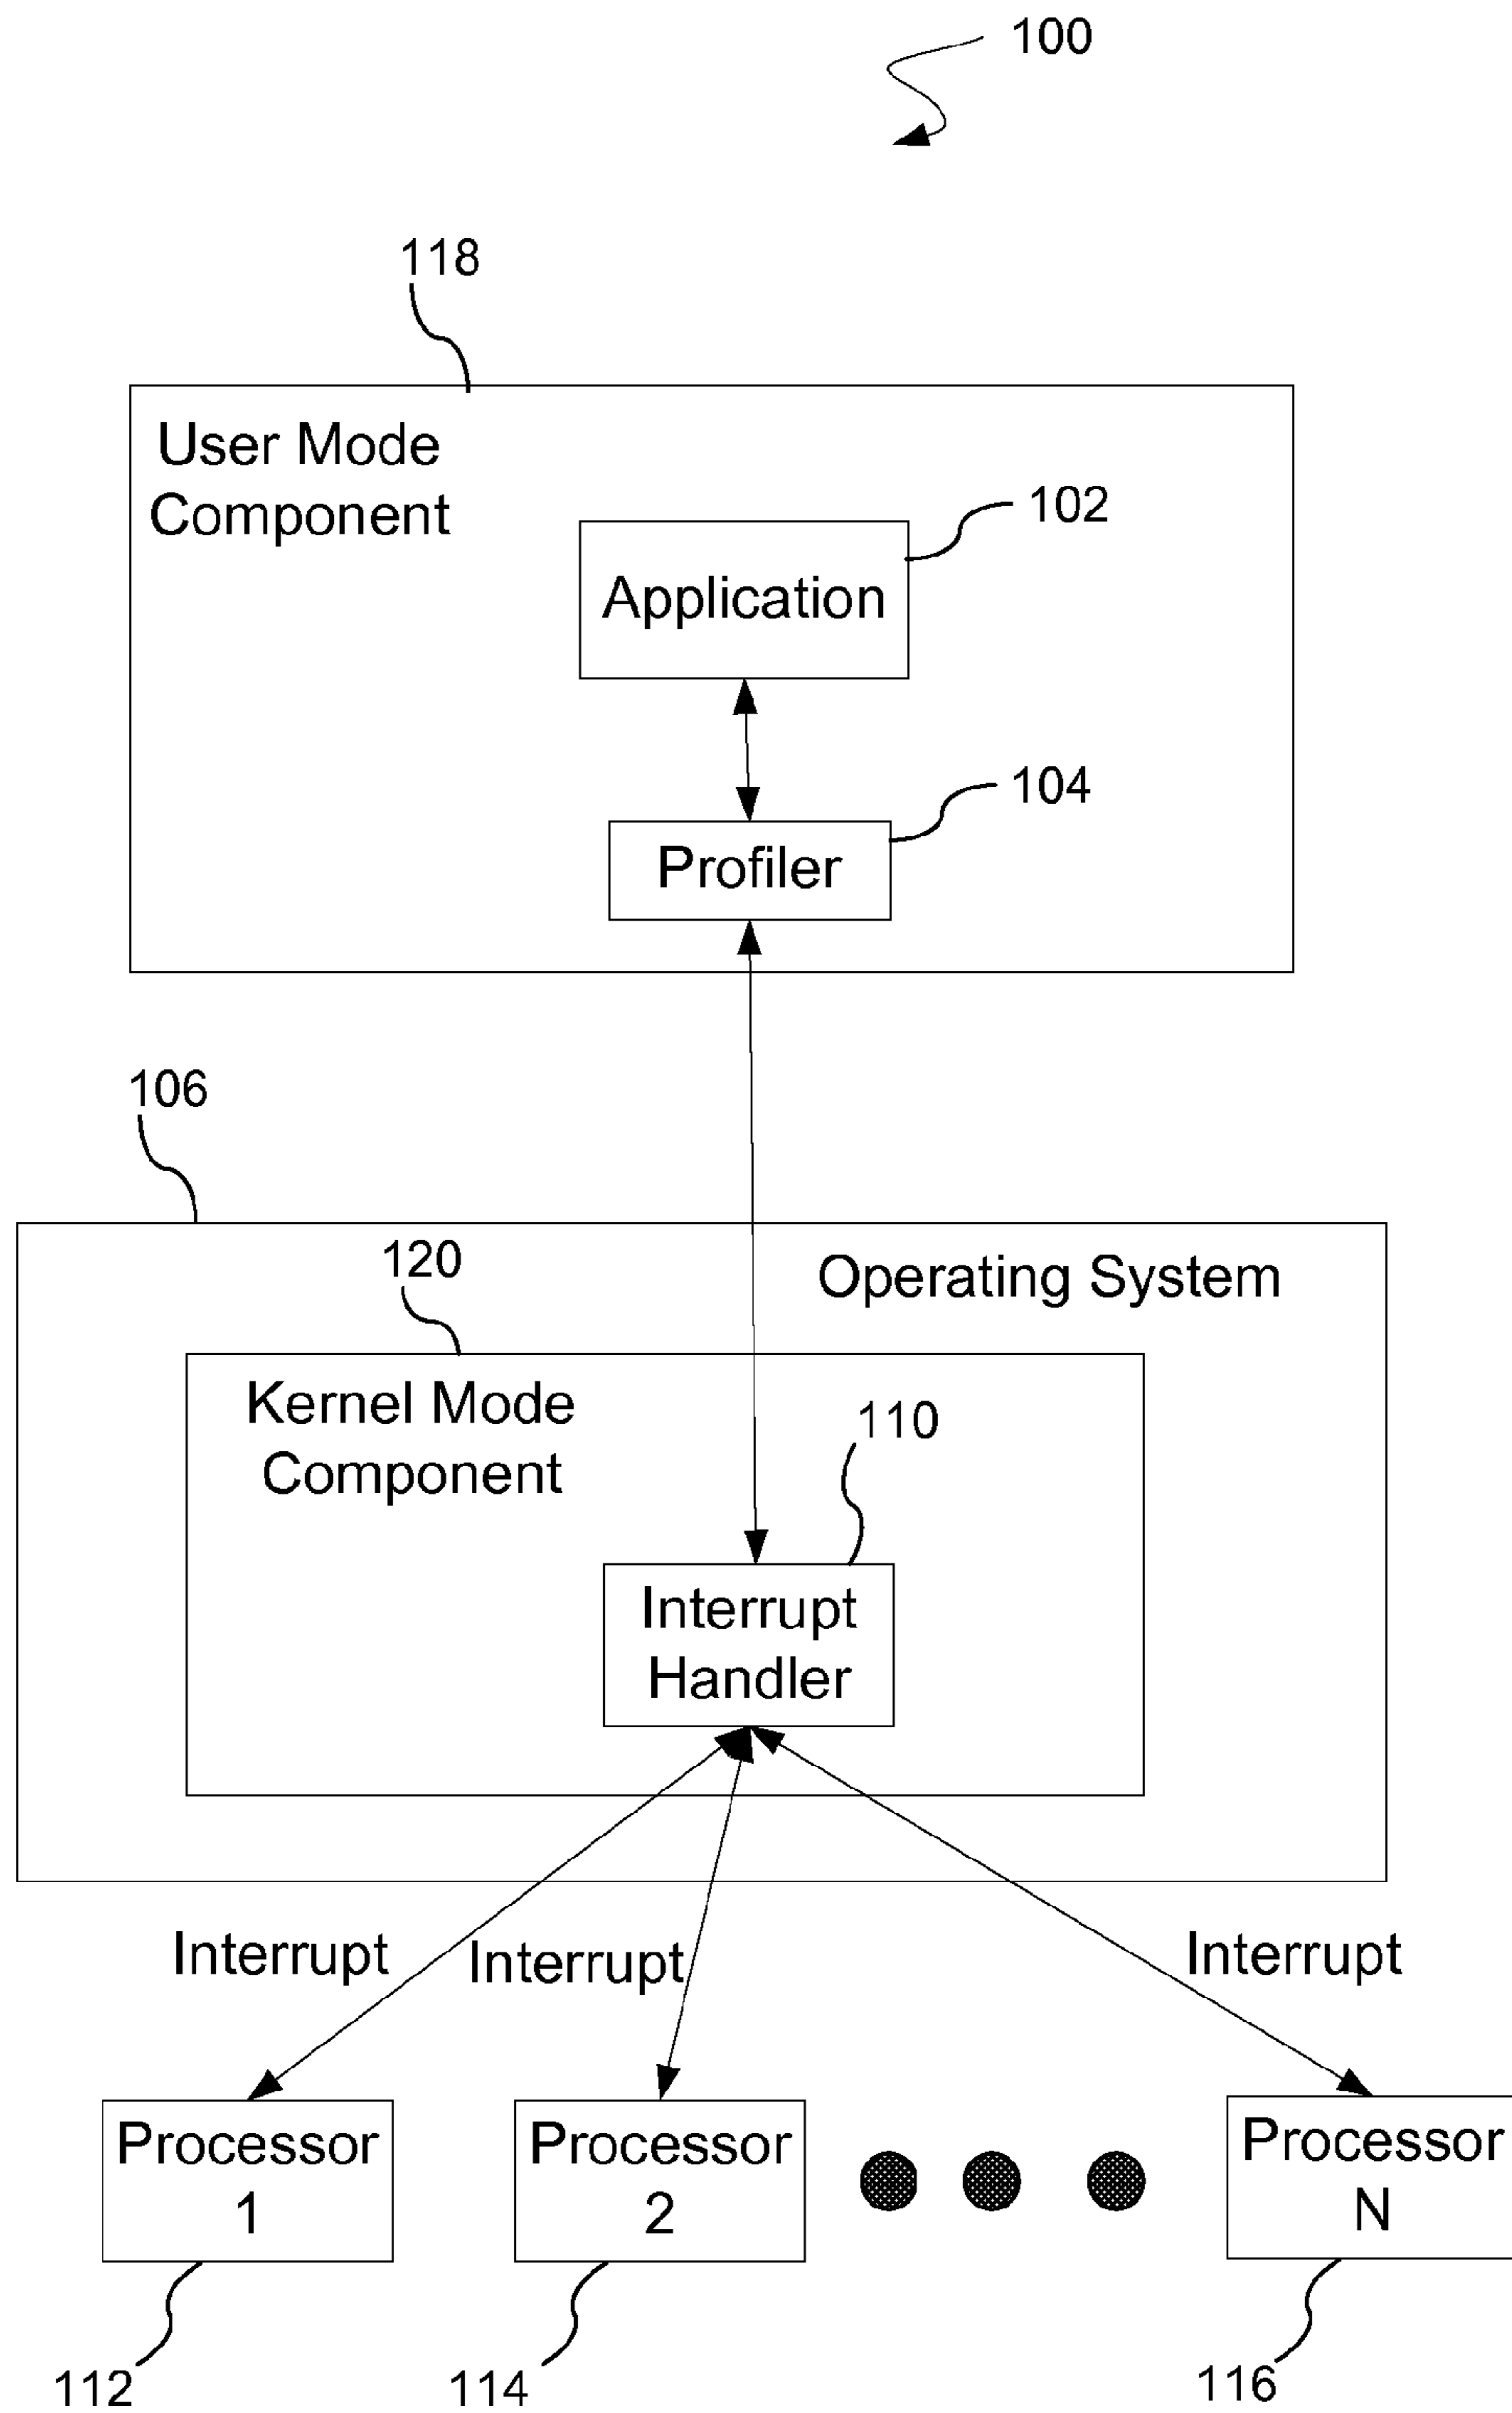 100
118
User Mode
Component
102
Application
104
Profiler
106
Operating System
120
Kernel Mode
Component
110
Interrupt
Handler
Interrupt
Interrupt
Interrupt
Processor
1
Processor
2
Processor
N
112
114
116